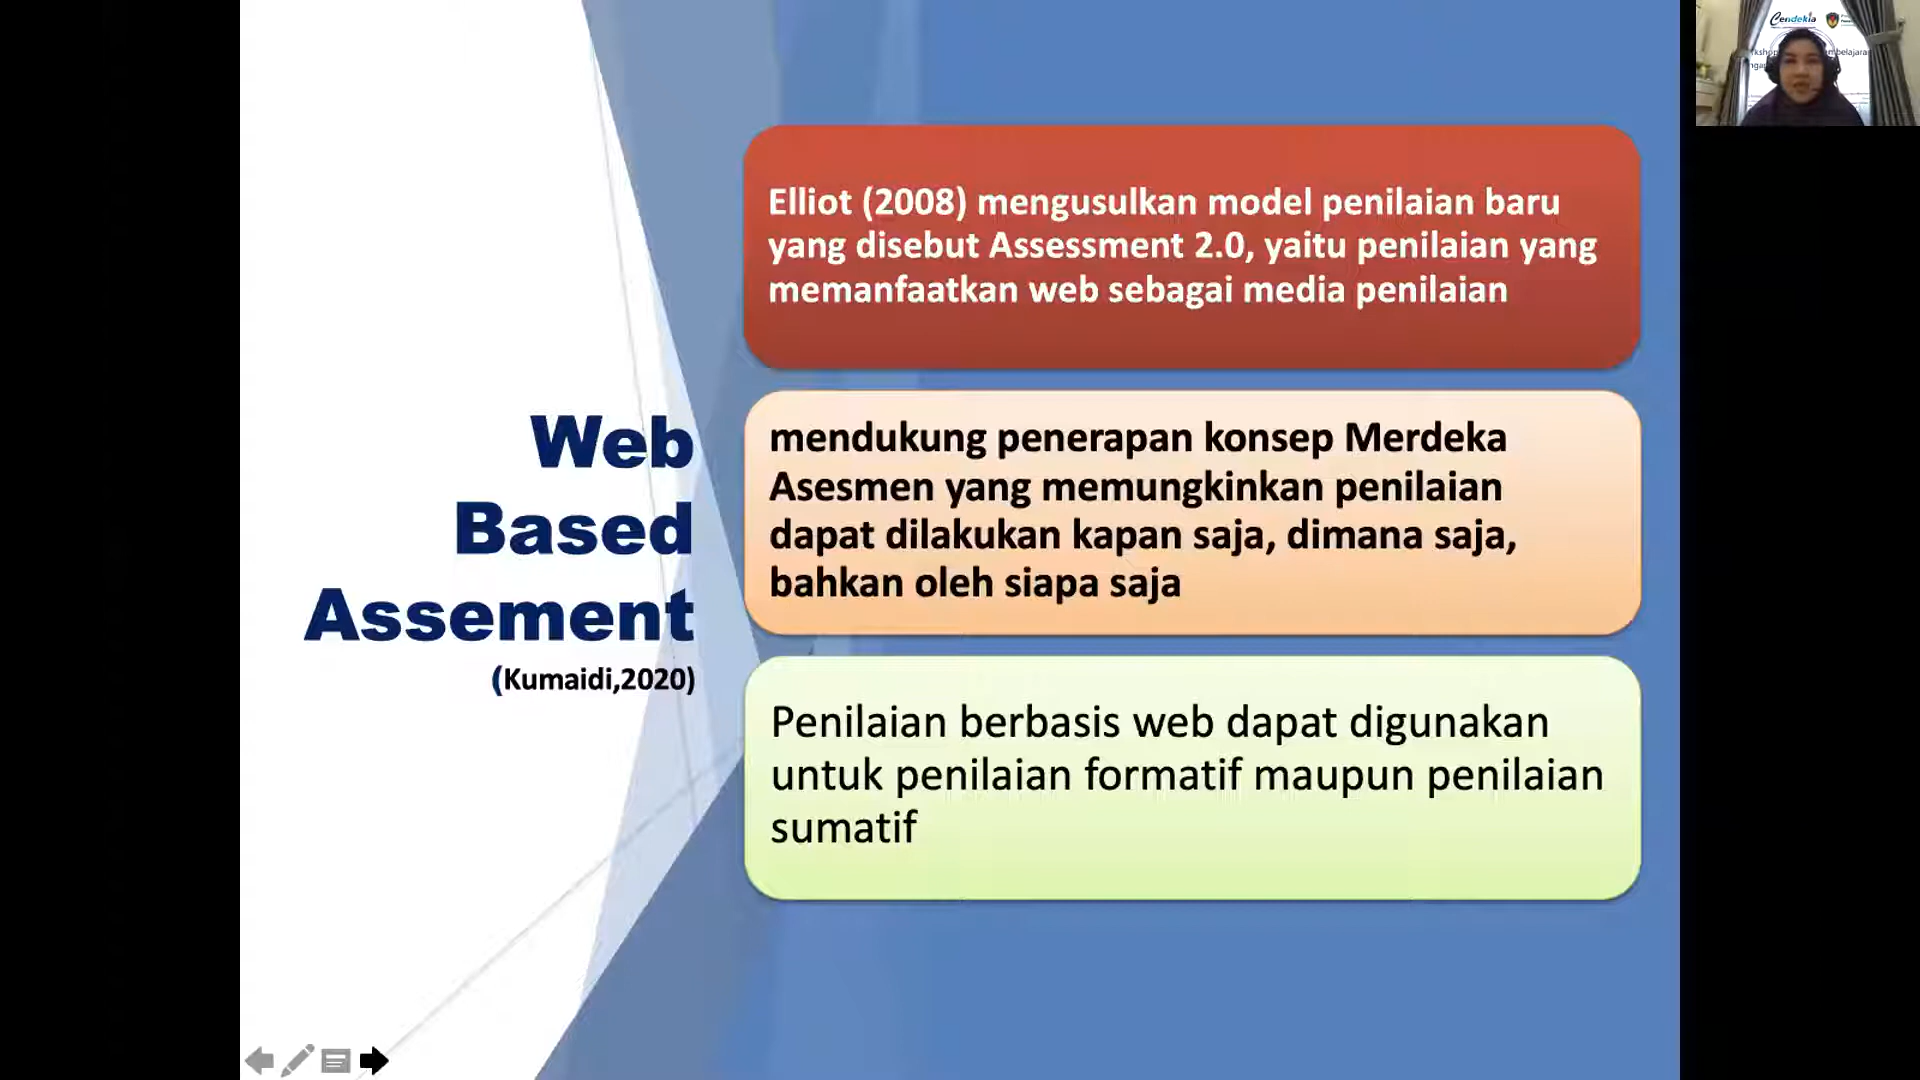 Web
Based
Assement
(Kumaidi,2020)
Elliot (2008) mengusulkan model penilaian baru
yang disebut Assessment 2.0, yaitu penilaian yang
memanfaatkan web sebagai media penilaian
mendukung penerapan konsep Merdeka
Asesmen yang memungkinkan penilaian
dapat dilakukan kapan saja, dimana saja,
bahkan oleh siapa saja
Penilaian berbasis web dapat digunakan
untuk penilaian formatif maupun penilaian
sumatif
Cendekia